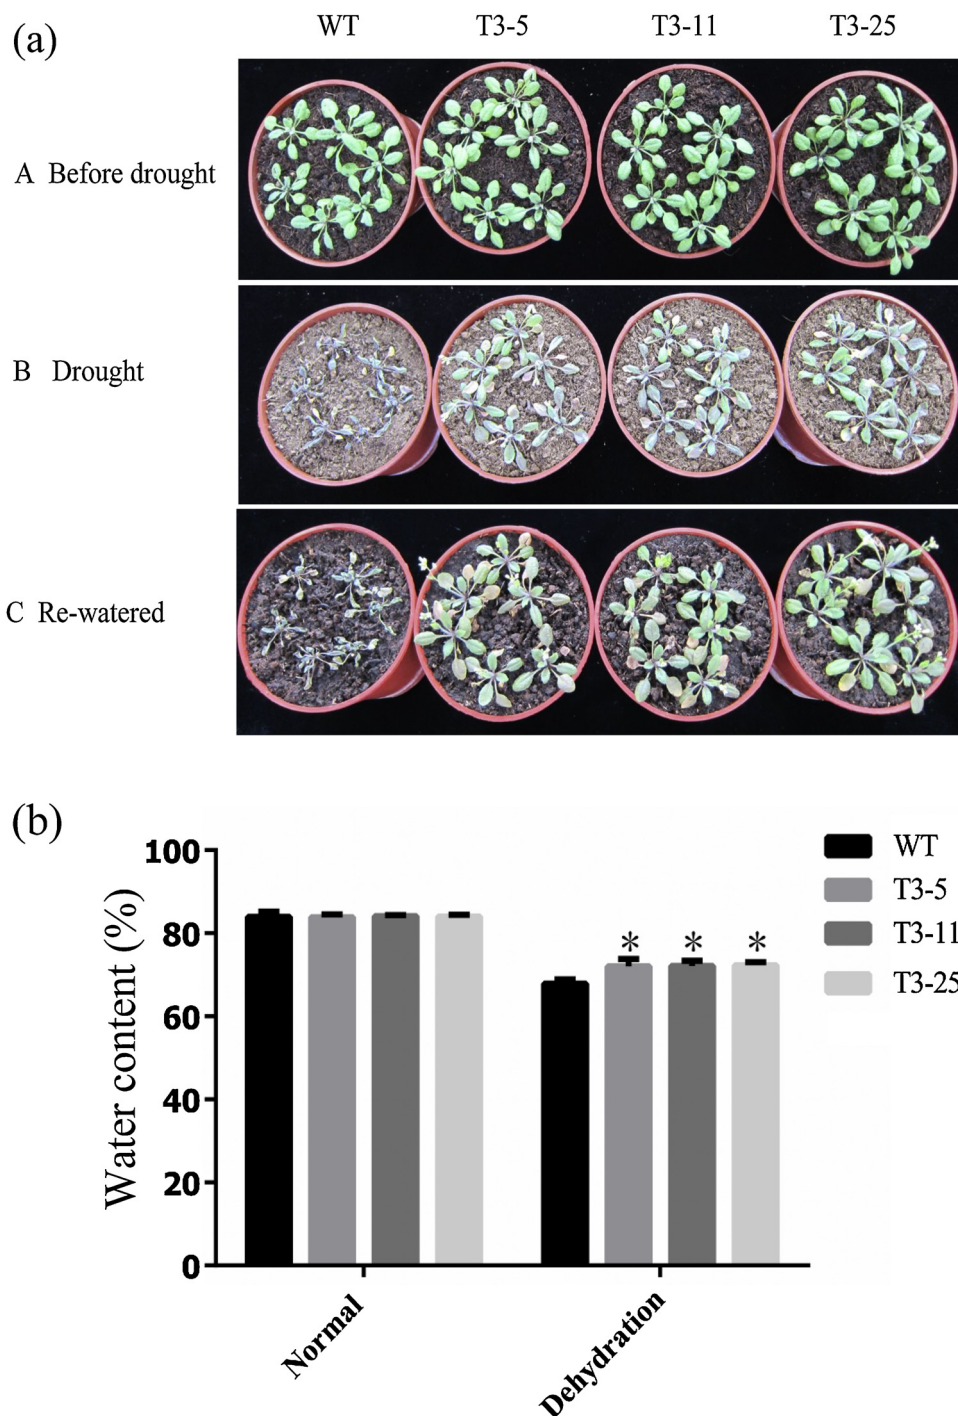 (a)
WT T3-5 T3-11 T3-25
A Before drought
B Drought
C Re-watered
(b)
100
80
60
40
20
0
Water content (%)
* * *
WT
T3-5
T3-11
T3-25
Normal
Dehydration